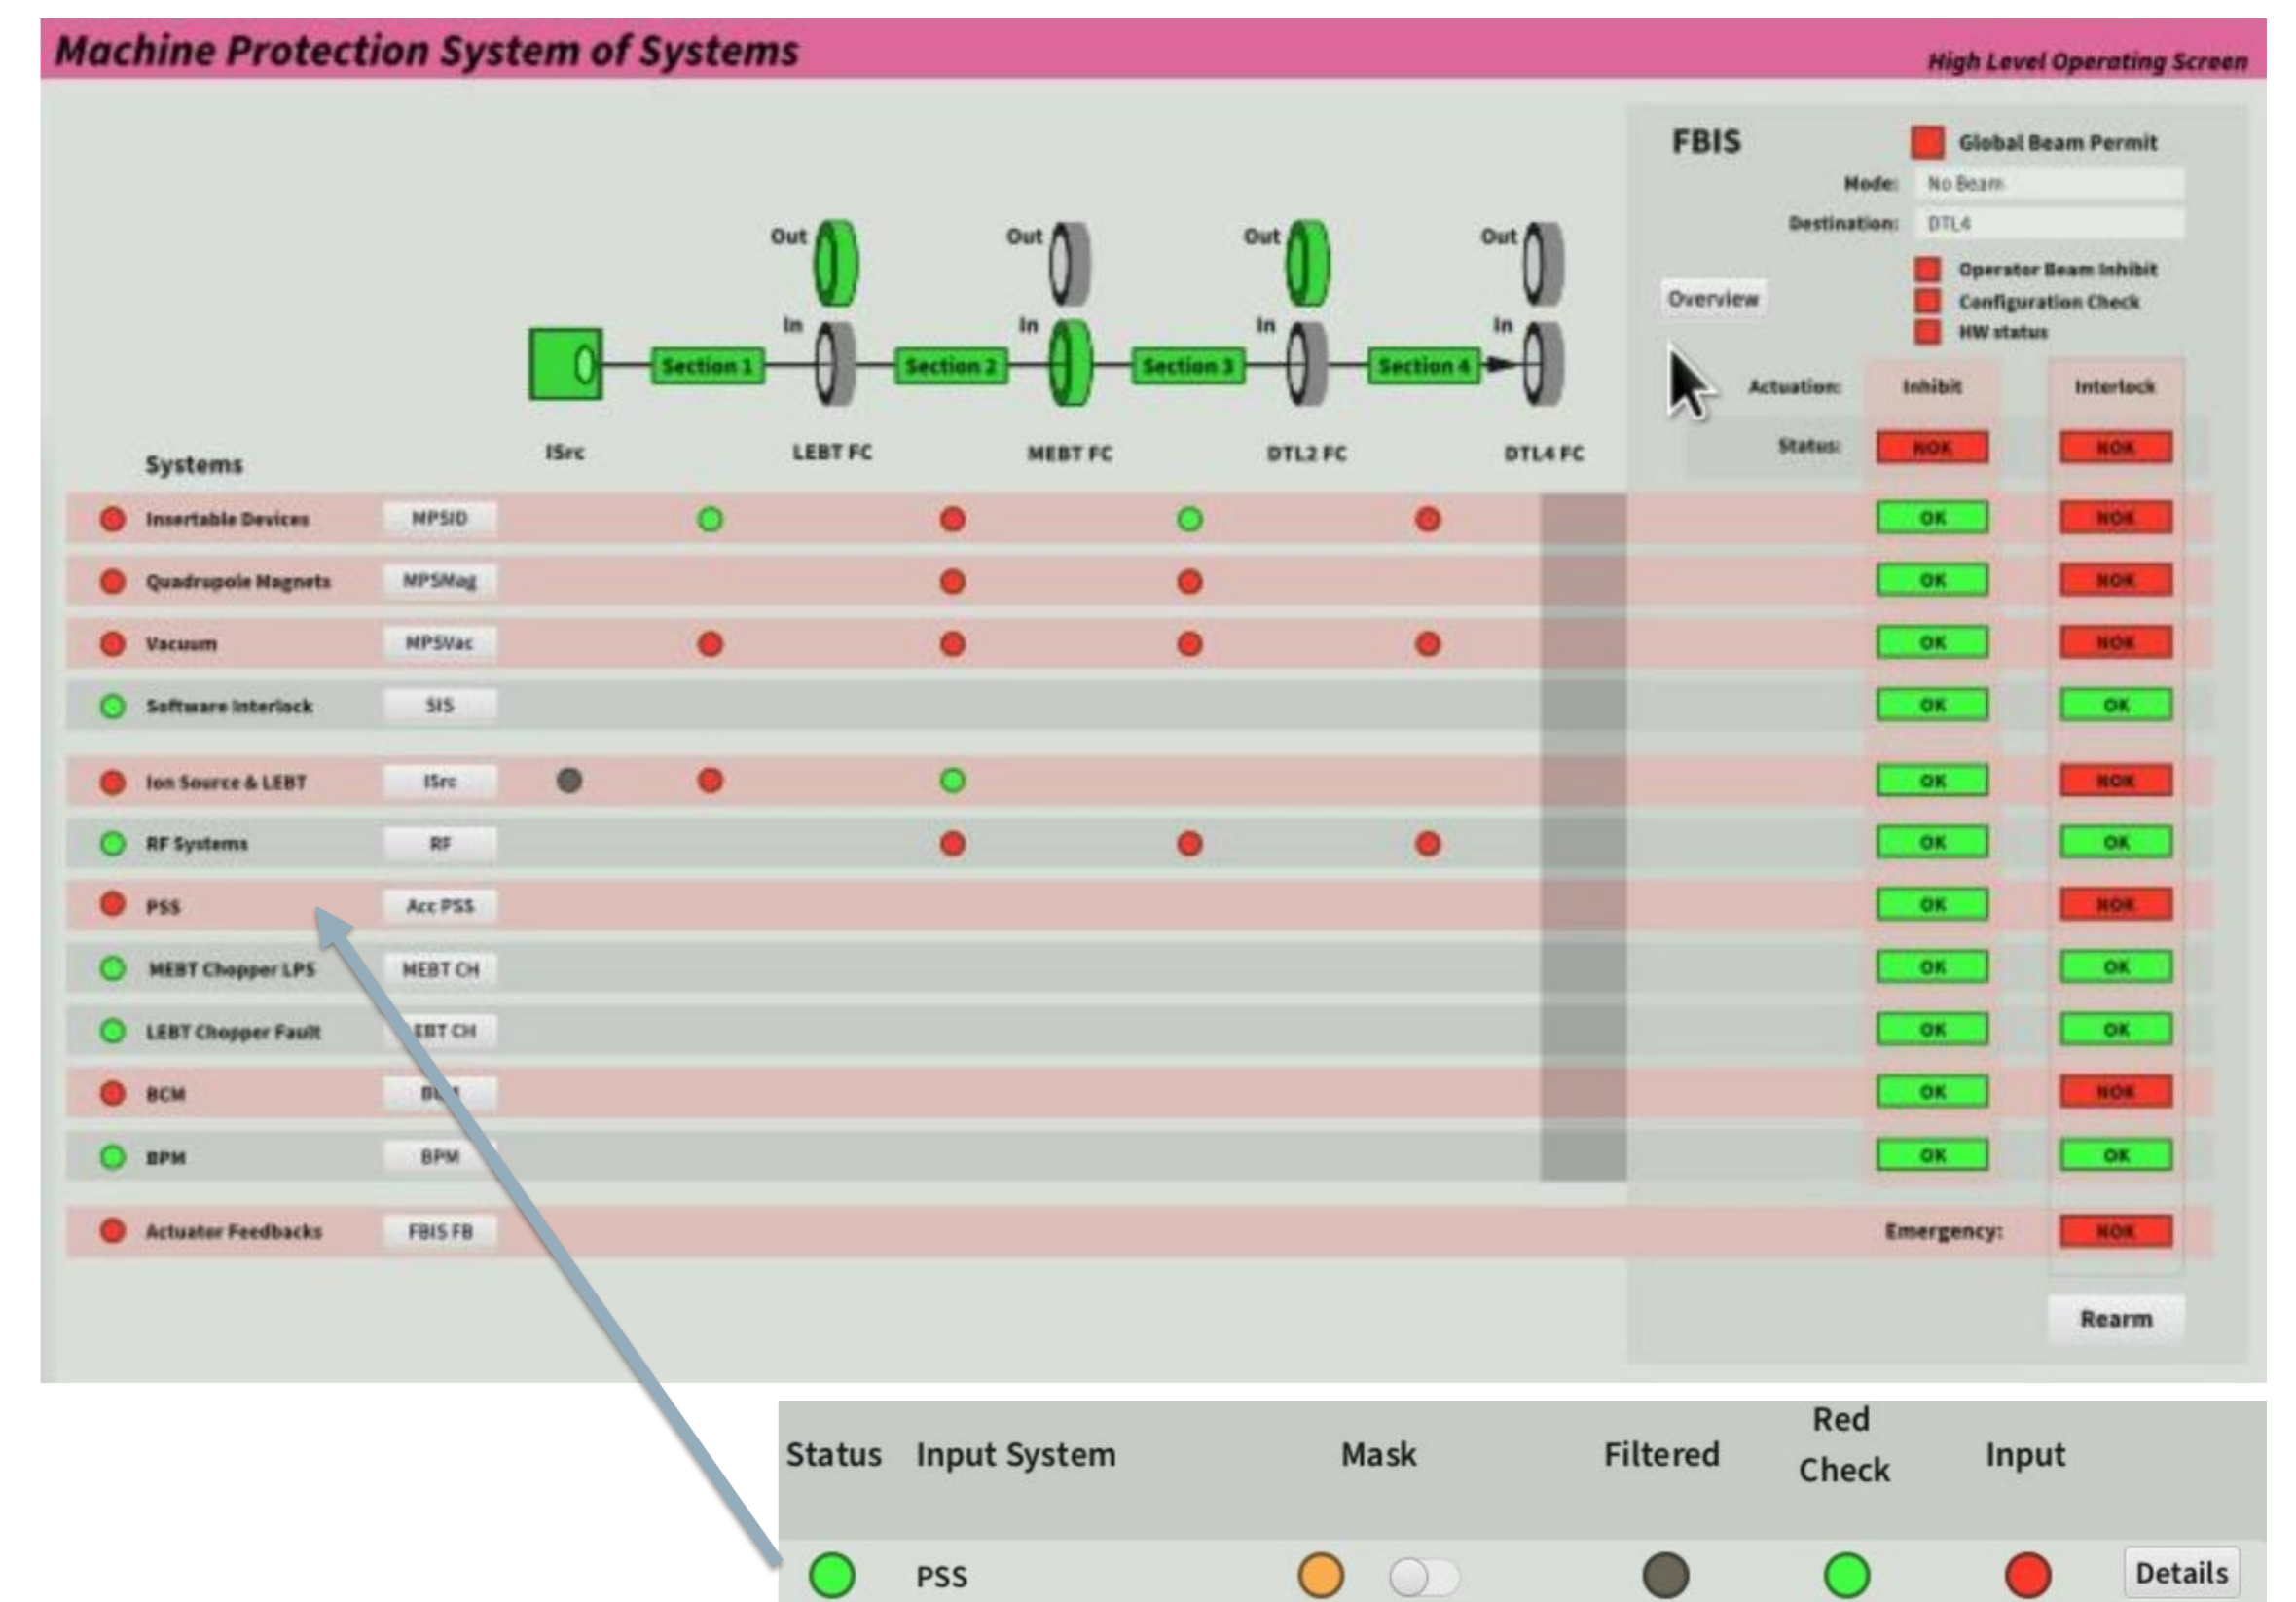 Machine Protection System of Systems
High Level Operating Screen
FBIS
Global Beam Permit
Mode: No Beam
Destination: DTL4
Out Out Out Out
Operator Beam Inhibit
Overview
Configuration Check
In In In In
HW status
Section 1 Section 2 Section 3 Section 4
Actuation: Inhibit Interlock
Status: NOK NOK
Systems ISrc LEBT FC MEBT FC DTL2 FC DTL4 FC
Insertable Devices MPSID OK NOK
Quadrupole Magnets MPSMag OK NOK
Vacuum MPSVac OK NOK
Software Interlock SIS OK OK
Ion Source & LEBT ISrc OK NOK
RF Systems RF OK OK
PSS Acc PSS OK NOK
MEBT Chopper LPS MEBT CH OK OK
LEBT Chopper Fault EBT CH OK OK
BCM OK NOK
BPM BPM OK OK
Actuator Feedbacks FBIS FB Emergency: NOK
Rearm
Status Input System Mask Filtered Red Check Input
PSS Details